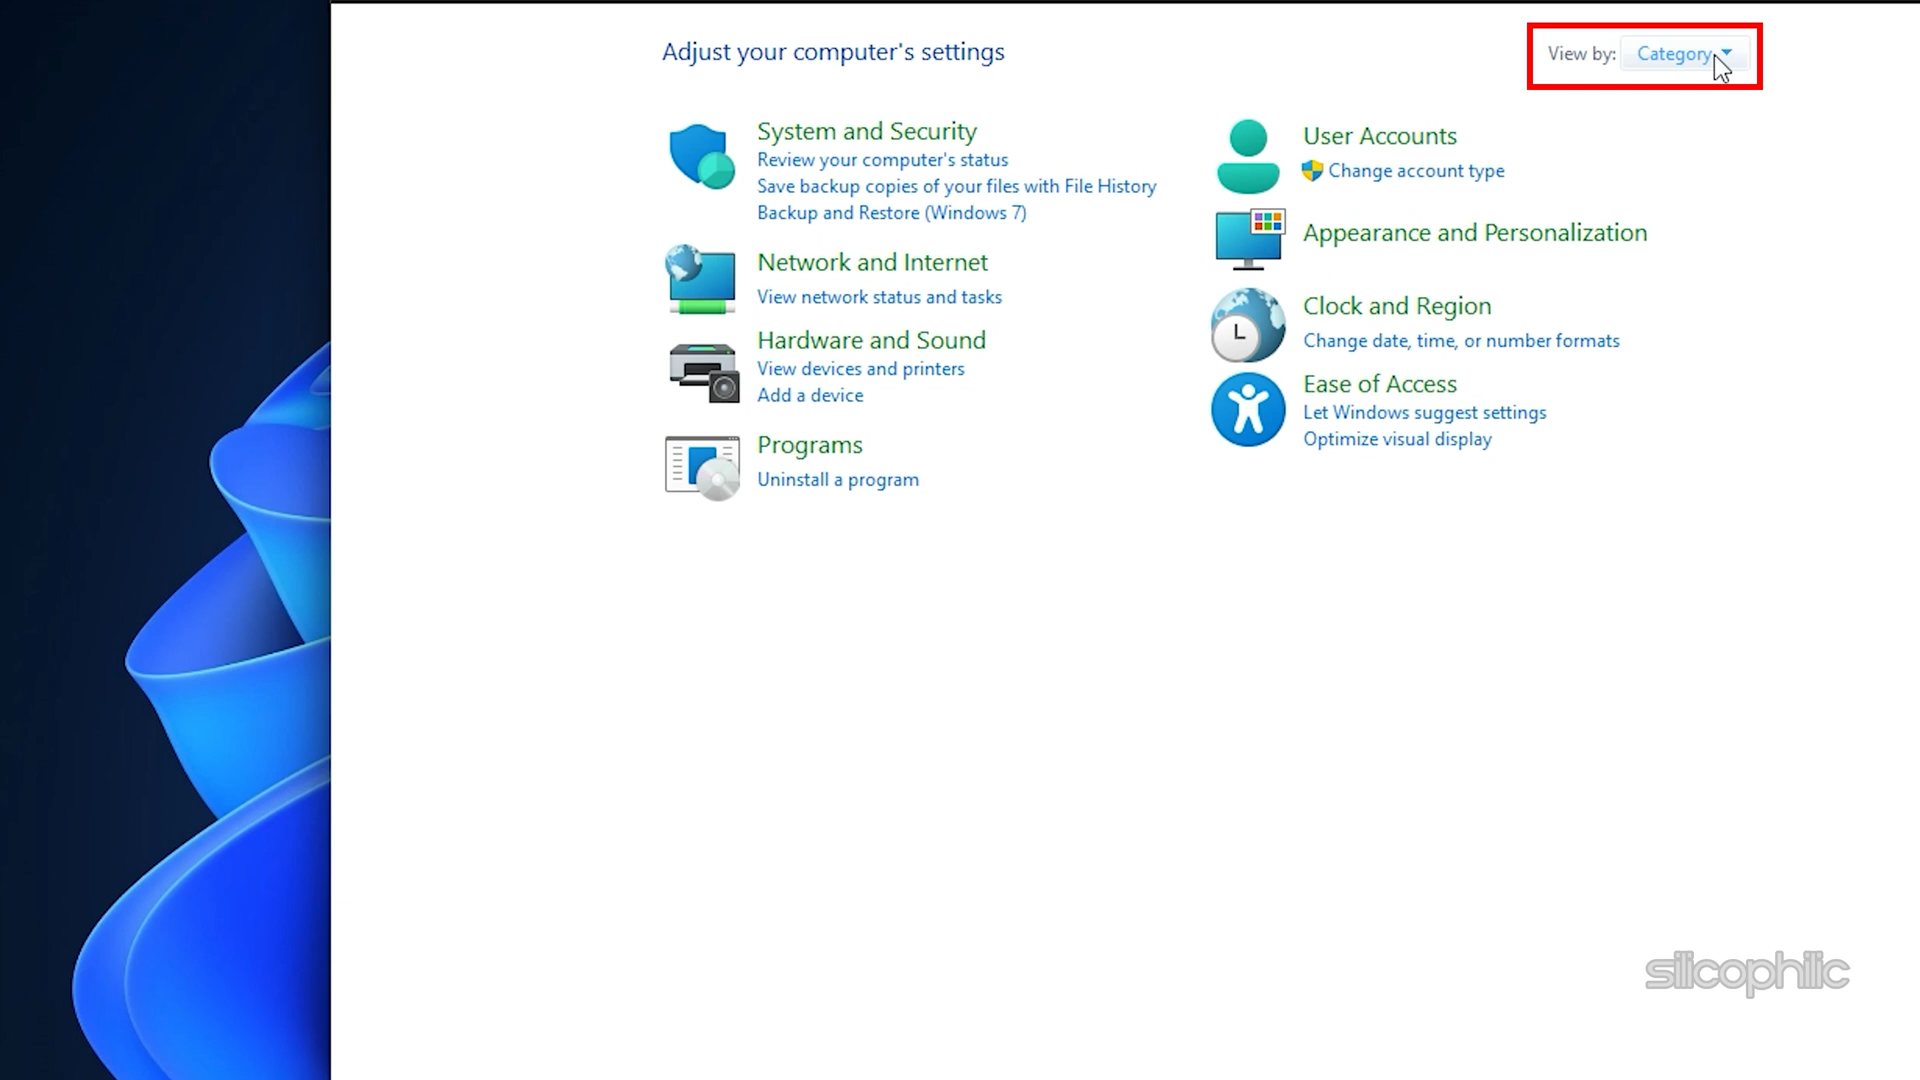 Adjust your computer's settings
View by: Category
System and Security
Review your computer's status
Save backup copies of your files with File History
Backup and Restore (Windows 7)
Network and Internet
View network status and tasks
Hardware and Sound
View devices and printers
Add a device
Programs
Uninstall a program
User Accounts
Change account type
Appearance and Personalization
Clock and Region
Change date, time, or number formats
Ease of Access
Let Windows suggest settings
Optimize visual display
silicophilic